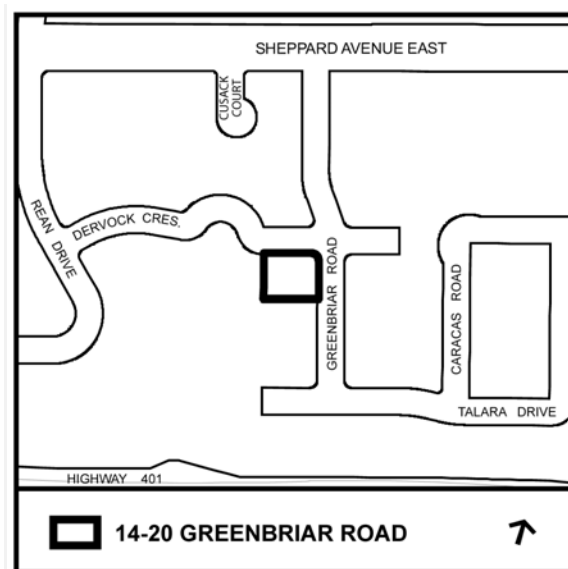 SHEPPARD AVENUE EAST
CUSACK
COURT
REAN DRIVE
DERVOCK CRES.
GREENBRIAR ROAD
CARACAS ROAD
TALARA DRIVE
HIGHWAY 401
14-20 GREENBRIAR ROAD